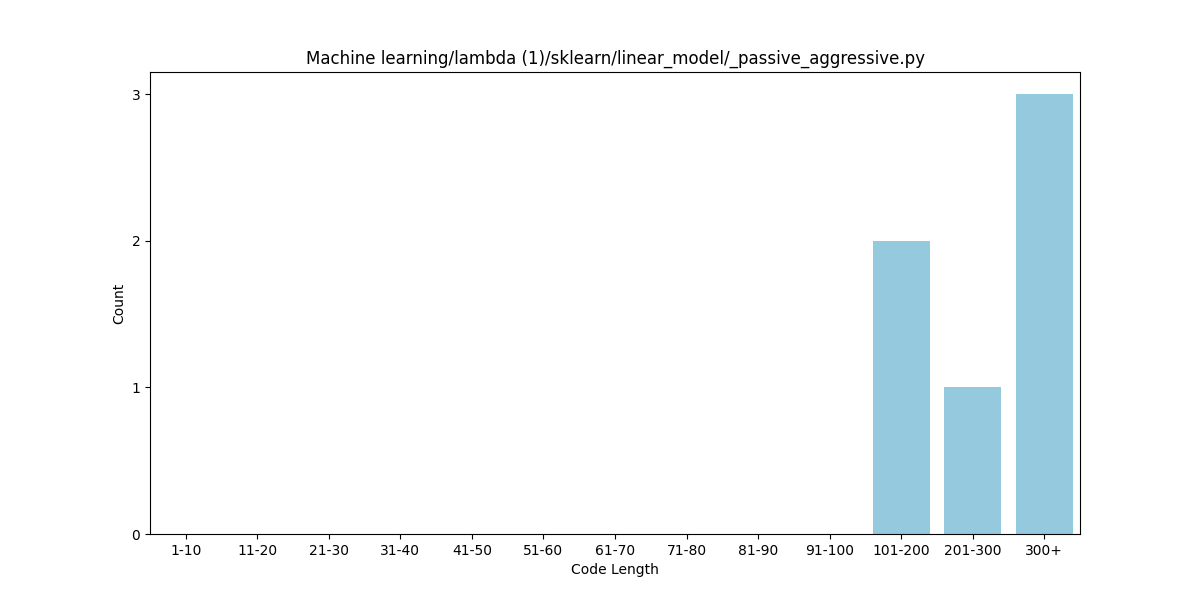 Machine learning/lambda (1)/sklearn/linear_model/_passive_aggressive.py
3
2
1
0
Count
1-10 11-20 21-30 31-40 41-50 51-60 61-70 71-80 81-90 91-100 101-200 201-300 300+
Code Length